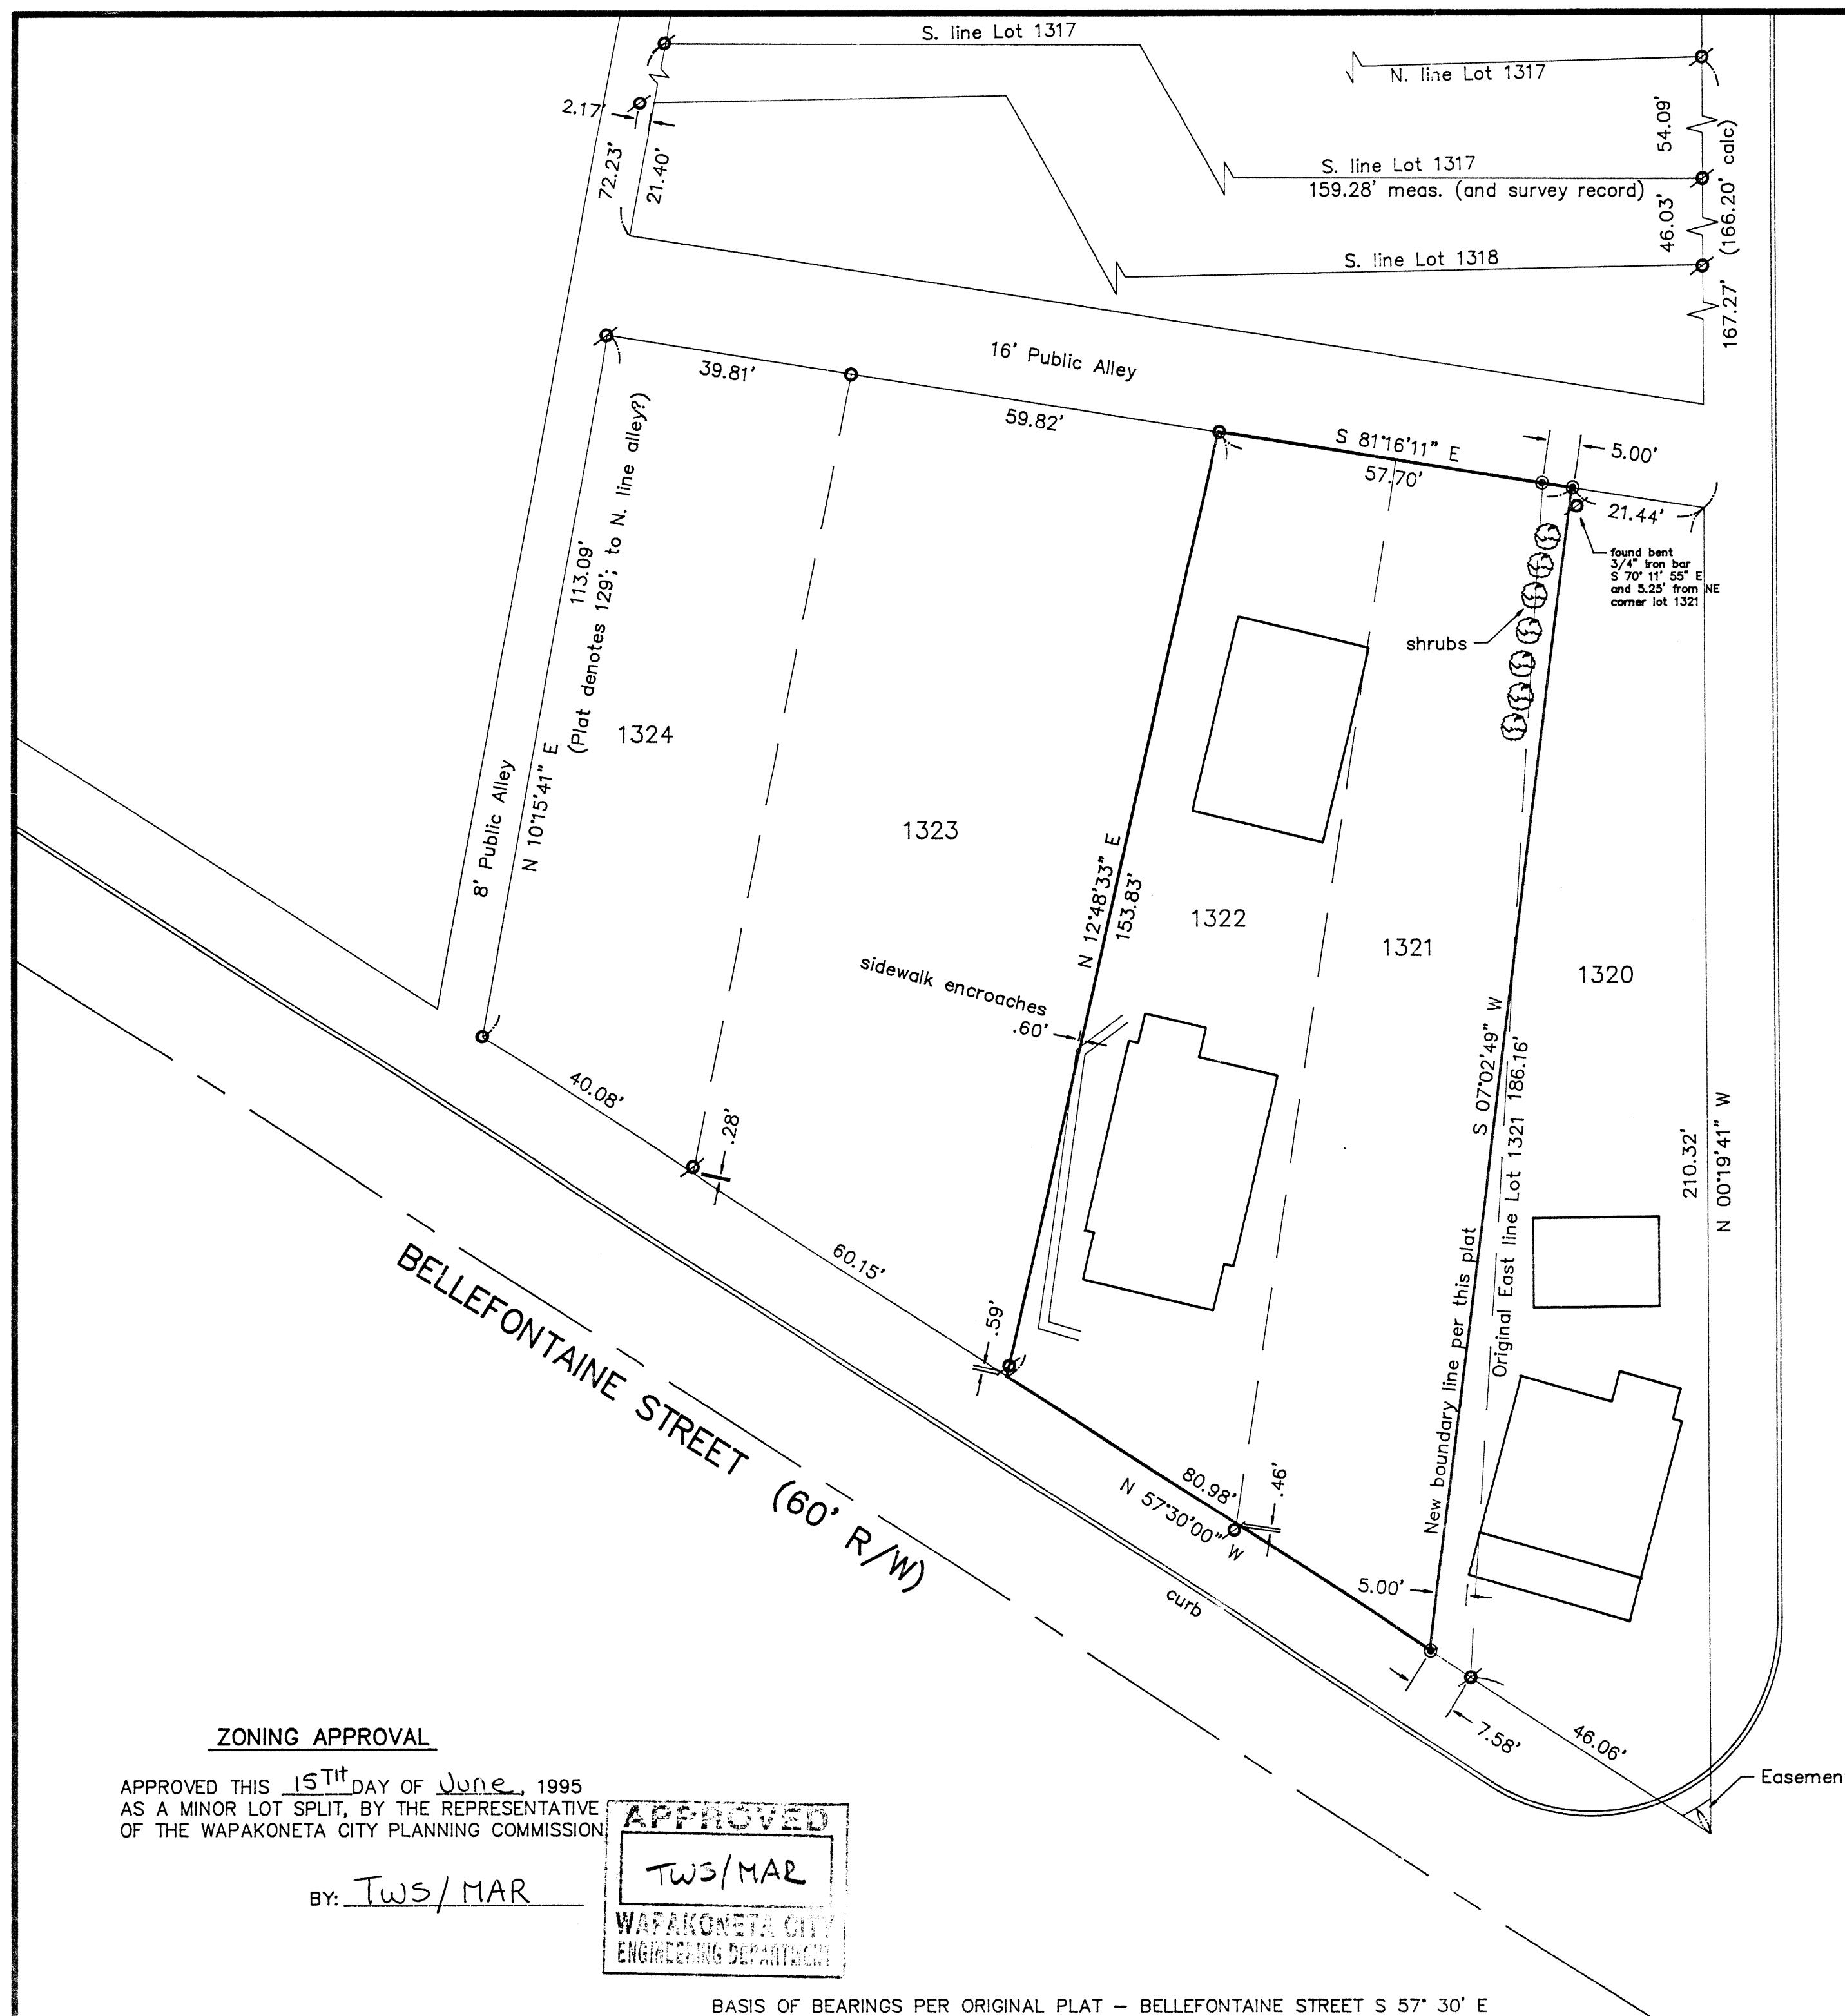 S. line Lot 1317
N. line Lot 1317
2.17'
72.23'
21.40'
54.09'
(166.20' calc)
S. line Lot 1317
159.28' meas. (and survey record)
46.03'
S. line Lot 1318
167.27'
16' Public Alley
39.81'
59.82'
S 81°16'11" E
57.70'
5.00'
21.44'
found bent
3/4" iron bar
S 70° 11' 55" E
and 5.25' from NE
corner lot 1321
shrubs
8' Public Alley
N 10°15'41" E
113.09'
(Plat denotes 129'; to N. line alley?)
1324
1323
N 12°48'33" E
153.83'
1322
1321
1320
sidewalk encroaches
.60'
S 07°02'49" W
Original East line Lot 1321 186.16'
New boundary line per this plat
210.32'
N 00°19'41" W
40.08'
.28'
60.15'
.59'
BELLEFONTAINE STREET (60' R/W)
80.98'
N 57°30'00" W
.46'
5.00'
curb
7.58'
46.06'
Easemen
ZONING APPROVAL
APPROVED THIS 15TH DAY OF June, 1995
AS A MINOR LOT SPLIT, BY THE REPRESENTATIVE
OF THE WAPAKONETA CITY PLANNING COMMISSION
BY: TWS/MAR
APPROVED
TWS/MAR
WAPAKONETA CITY
ENGINEERING DEPARTMENT
BASIS OF BEARINGS PER ORIGINAL PLAT – BELLEFONTAINE STREET S 57° 30' E